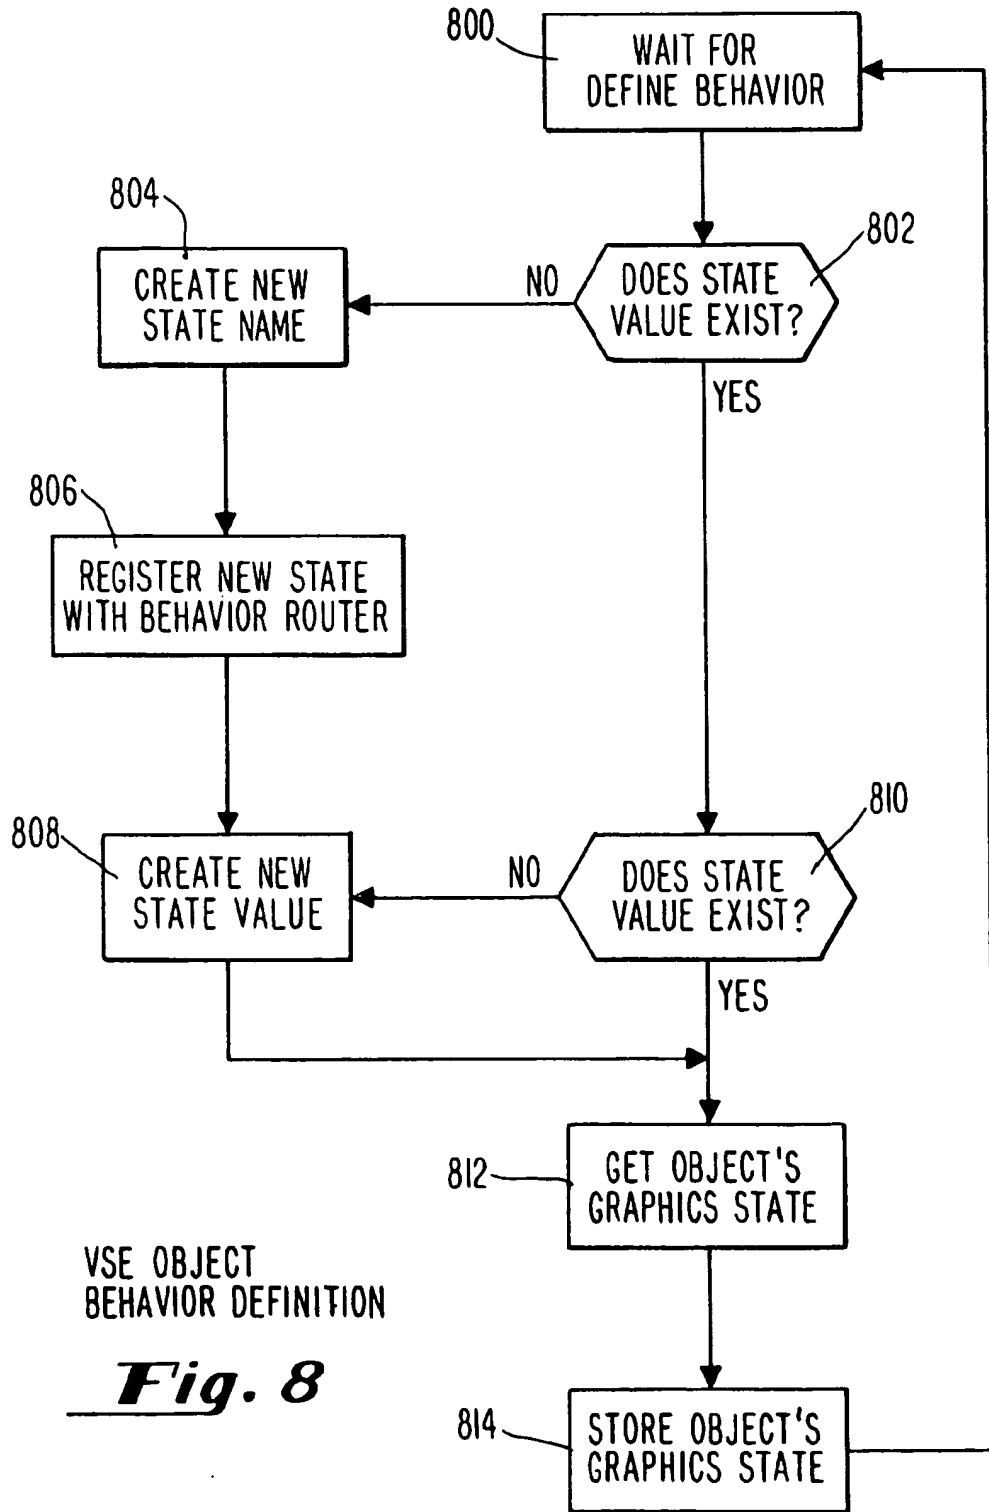 800
WAIT FOR
DEFINE BEHAVIOR
802
DOES STATE
VALUE EXIST?
NO
YES
804
CREATE NEW
STATE NAME
806
REGISTER NEW STATE
WITH BEHAVIOR ROUTER
808
CREATE NEW
STATE VALUE
810
DOES STATE
VALUE EXIST?
NO
YES
812
GET OBJECT'S
GRAPHICS STATE
814
STORE OBJECT'S
GRAPHICS STATE
VSE OBJECT
BEHAVIOR DEFINITION
Fig. 8